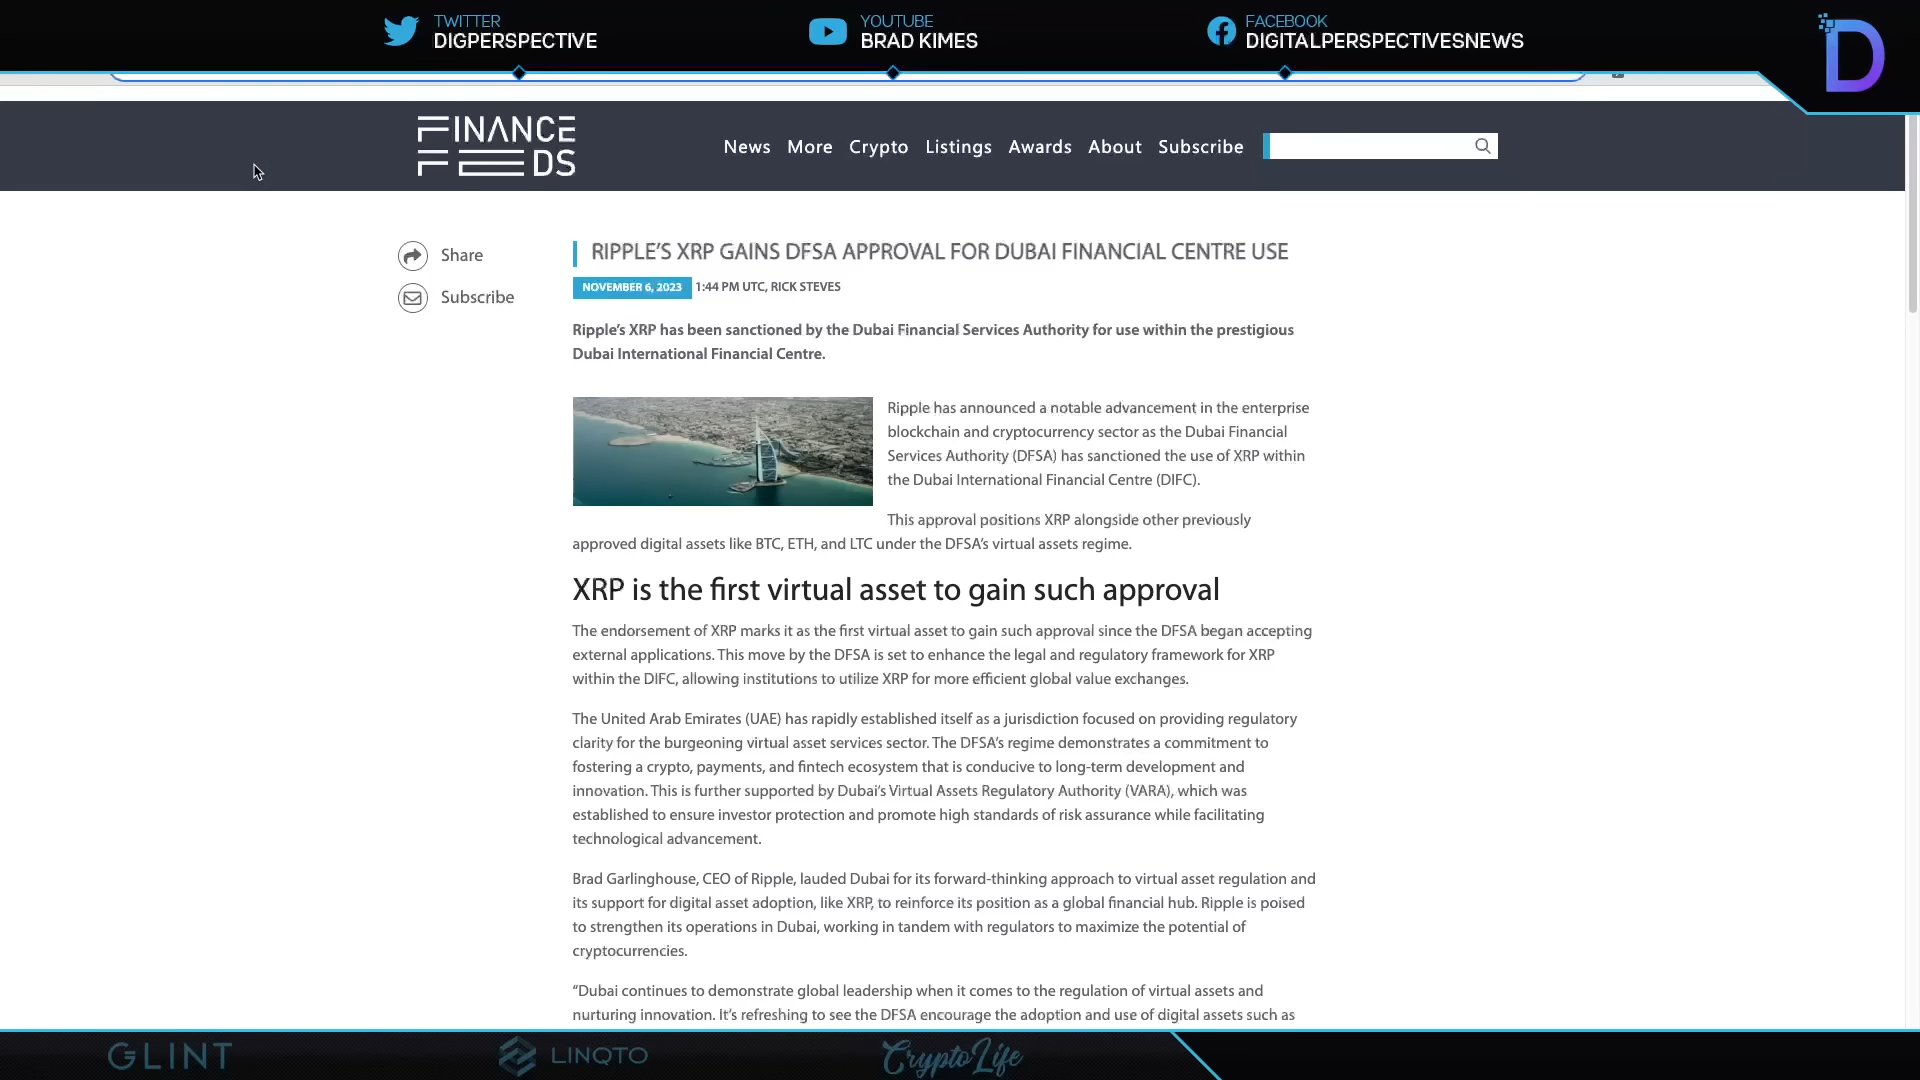 TWITTER
DIGPERSPECTIVE
YOUTUBE
BRAD KIMES
FACEBOOK
DIGITALPERSPECTIVESNEWS
D
FINANCE
FEEDS
News More Crypto Listings Awards About Subscribe
Share
Subscribe
RIPPLE’S XRP GAINS DFSA APPROVAL FOR DUBAI FINANCIAL CENTRE USE
NOVEMBER 6, 2023 1:44 PM UTC, RICK STEVES
Ripple’s XRP has been sanctioned by the Dubai Financial Services Authority for use within the prestigious
Dubai International Financial Centre.
Ripple has announced a notable advancement in the enterprise
blockchain and cryptocurrency sector as the Dubai Financial
Services Authority (DFSA) has sanctioned the use of XRP within
the Dubai International Financial Centre (DIFC).
This approval positions XRP alongside other previously
approved digital assets like BTC, ETH, and LTC under the DFSA’s virtual assets regime.
XRP is the first virtual asset to gain such approval
The endorsement of XRP marks it as the first virtual asset to gain such approval since the DFSA began accepting
external applications. This move by the DFSA is set to enhance the legal and regulatory framework for XRP
within the DIFC, allowing institutions to utilize XRP for more efficient global value exchanges.
The United Arab Emirates (UAE) has rapidly established itself as a jurisdiction focused on providing regulatory
clarity for the burgeoning virtual asset services sector. The DFSA’s regime demonstrates a commitment to
fostering a crypto, payments, and fintech ecosystem that is conducive to long-term development and
innovation. This is further supported by Dubai’s Virtual Assets Regulatory Authority (VARA), which was
established to ensure investor protection and promote high standards of risk assurance while facilitating
technological advancement.
Brad Garlinghouse, CEO of Ripple, lauded Dubai for its forward-thinking approach to virtual asset regulation and
its support for digital asset adoption, like XRP, to reinforce its position as a global financial hub. Ripple is poised
to strengthen its operations in Dubai, working in tandem with regulators to maximize the potential of
cryptocurrencies.
“Dubai continues to demonstrate global leadership when it comes to the regulation of virtual assets and
nurturing innovation. It’s refreshing to see the DFSA encourage the adoption and use of digital assets such as
GLINT
LINQTO
CryptoLife